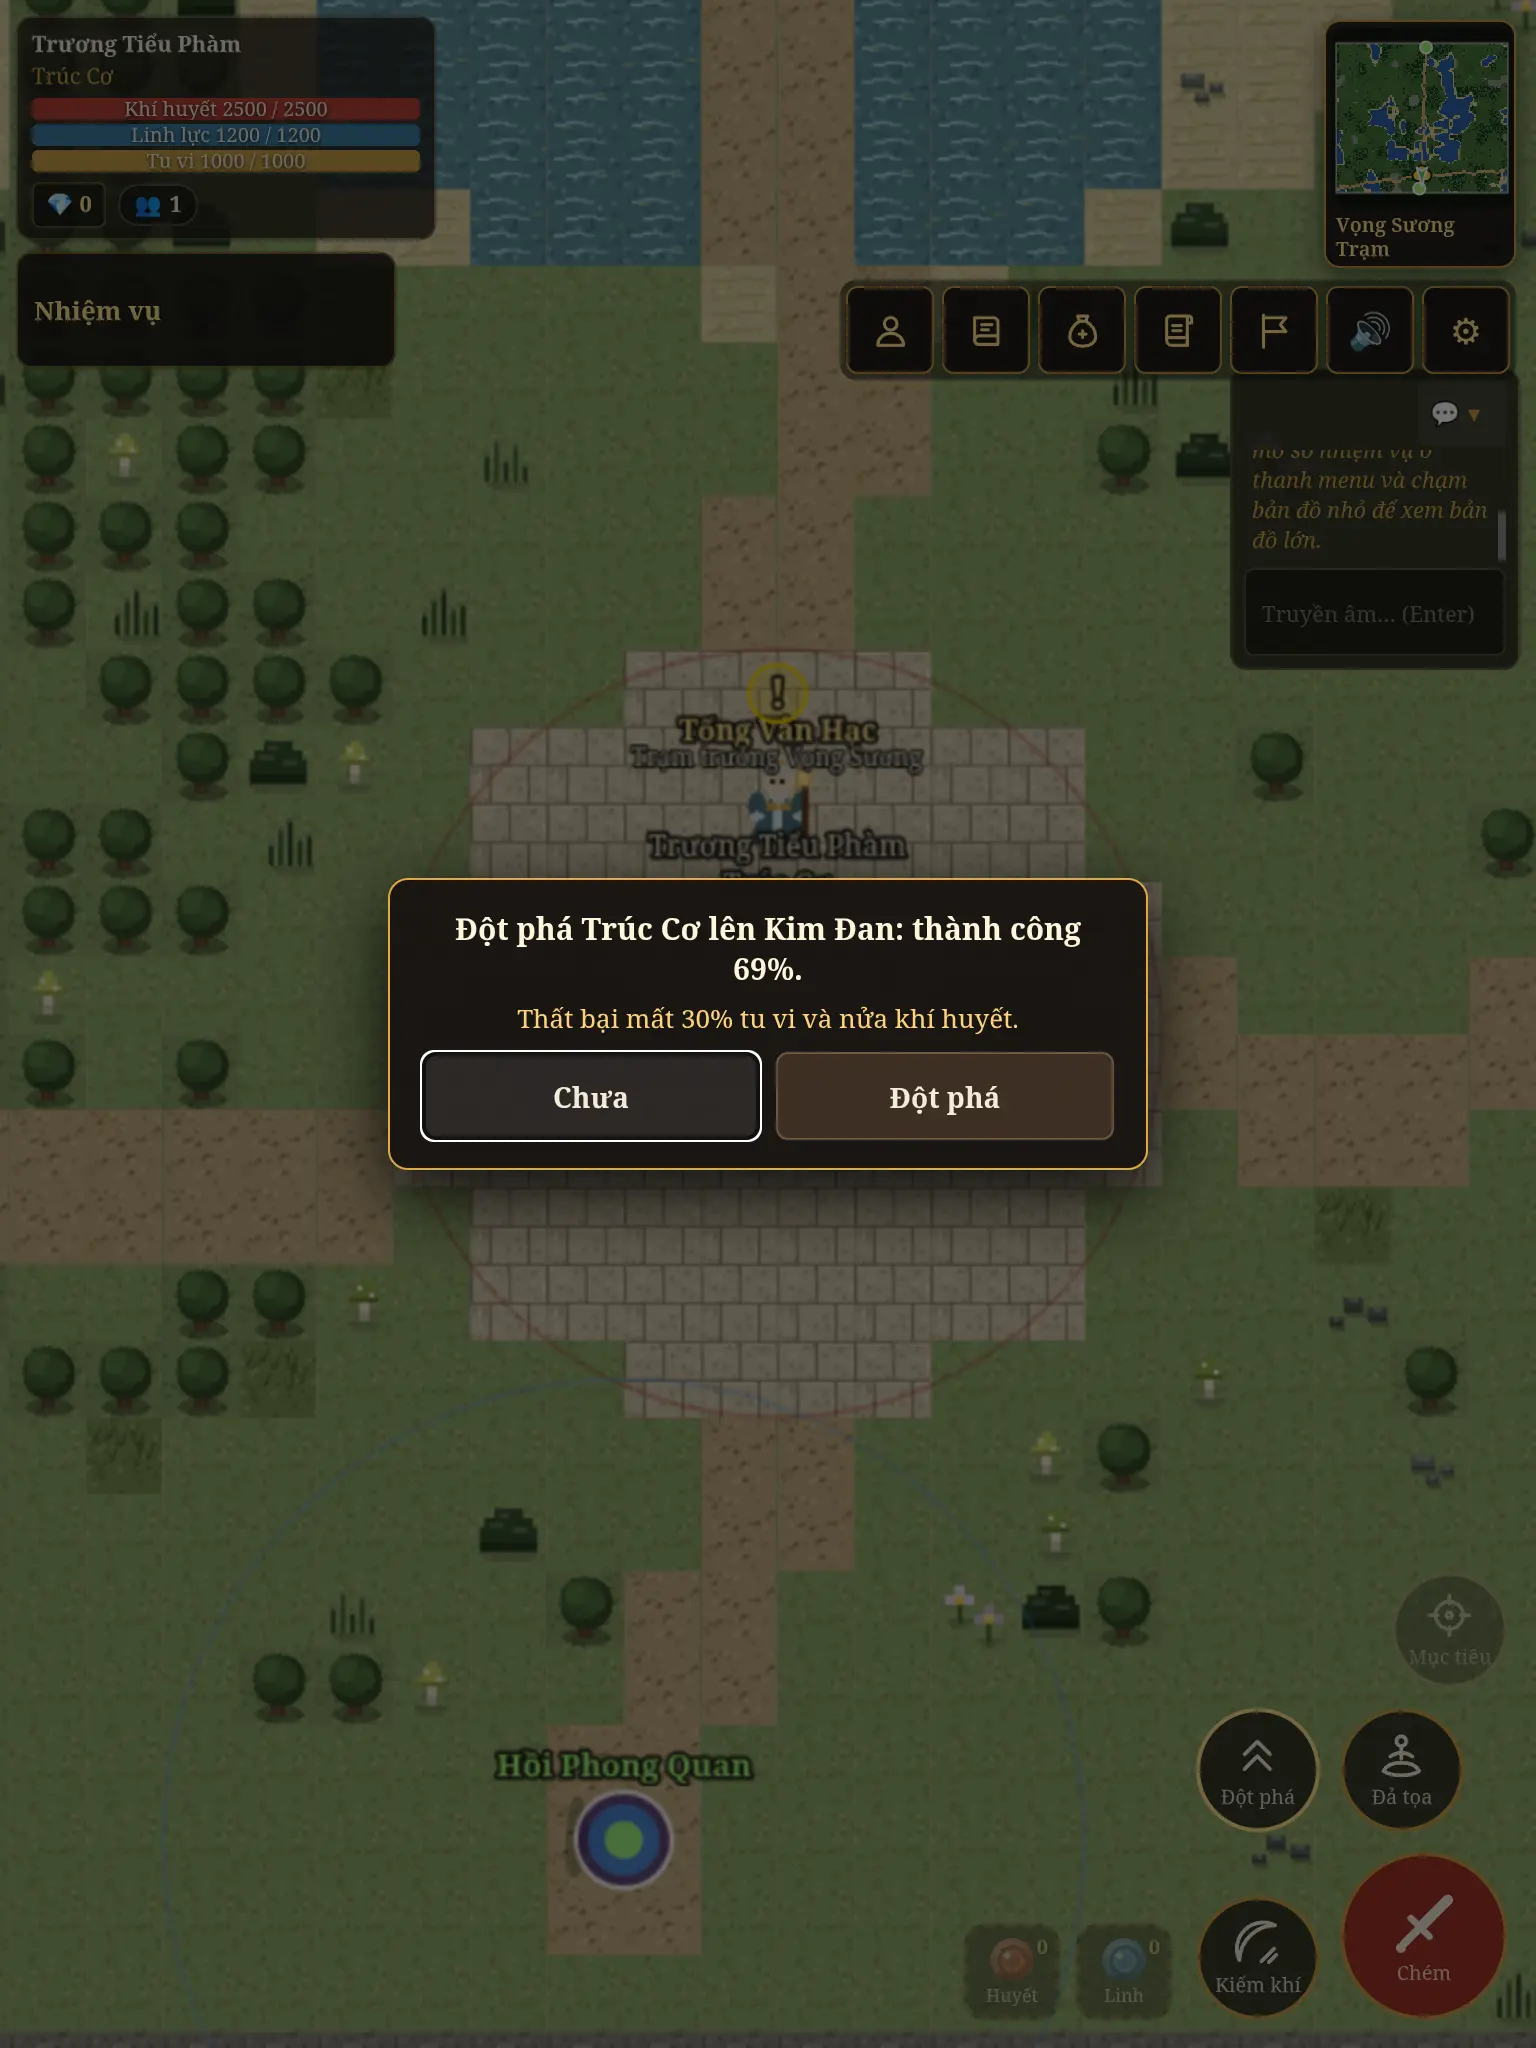 Trương Tiểu Phàm
Trúc Cơ
Khí huyết 2500 / 2500
Linh lực 1200 / 1200
Tu vi 1000 / 1000
0
1
Vọng Sương
Trạm
Nhiệm vụ
mở sổ nhiệm vụ ở
thanh menu và chạm
bản đồ nhỏ để xem bản
đồ lớn.
Truyền âm... (Enter)
!
Tống Vân Hạc
Trạm trưởng Vọng Sương
Trương Tiểu Phàm
Đột phá Trúc Cơ lên Kim Đan: thành công
69%.
Thất bại mất 30% tu vi và nửa khí huyết.
Chưa
Đột phá
Mục tiêu
Đột phá
Đả tọa
Hồi Phong Quan
0
Huyết
0
Linh
Kiếm khí
Chém